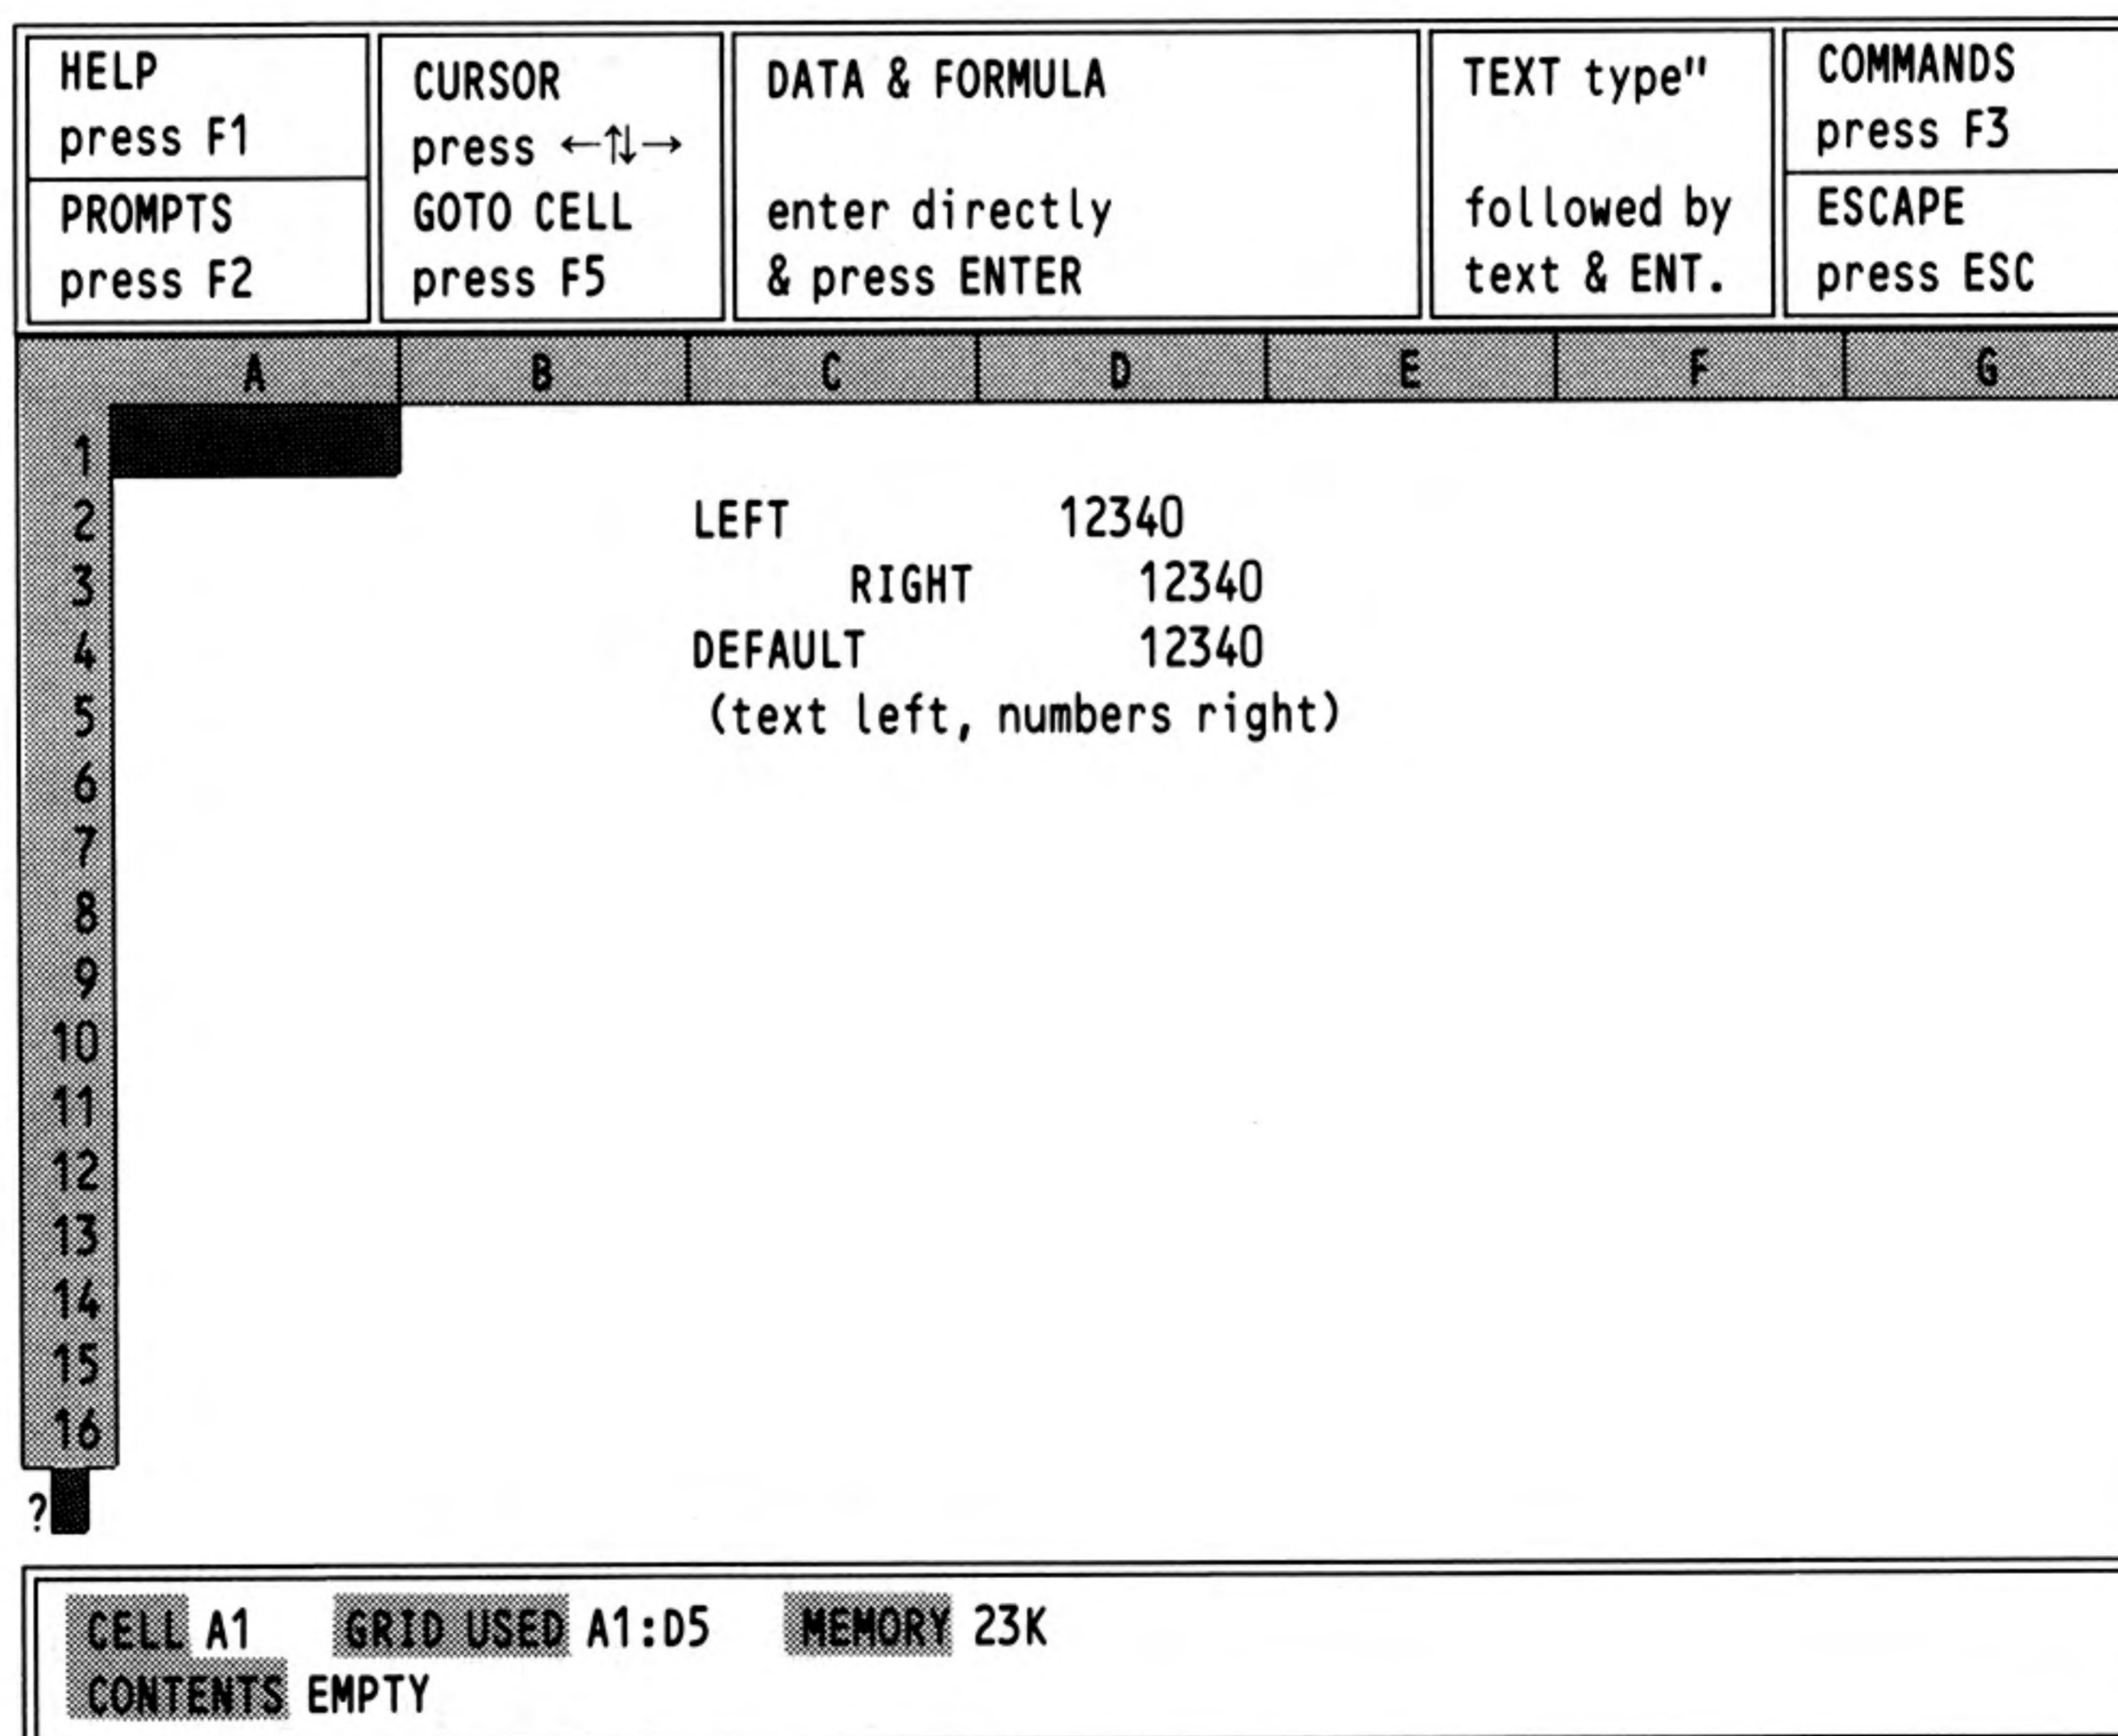 HELP
press F1
PROMPTS
press F2
CURSOR
press ←↑↓→
GOTO CELL
press F5
DATA & FORMULA
enter directly
& press ENTER
TEXT type"
followed by
text & ENT.
COMMANDS
press F3
ESCAPE
press ESC
A B C D E F G
1
2 LEFT 12340
3 RIGHT 12340
4 DEFAULT 12340
5 (text left, numbers right)
6
7
8
9
10
11
12
13
14
15
16
?
CELL A1 GRID USED A1:D5 MEMORY 23K
CONTENTS EMPTY